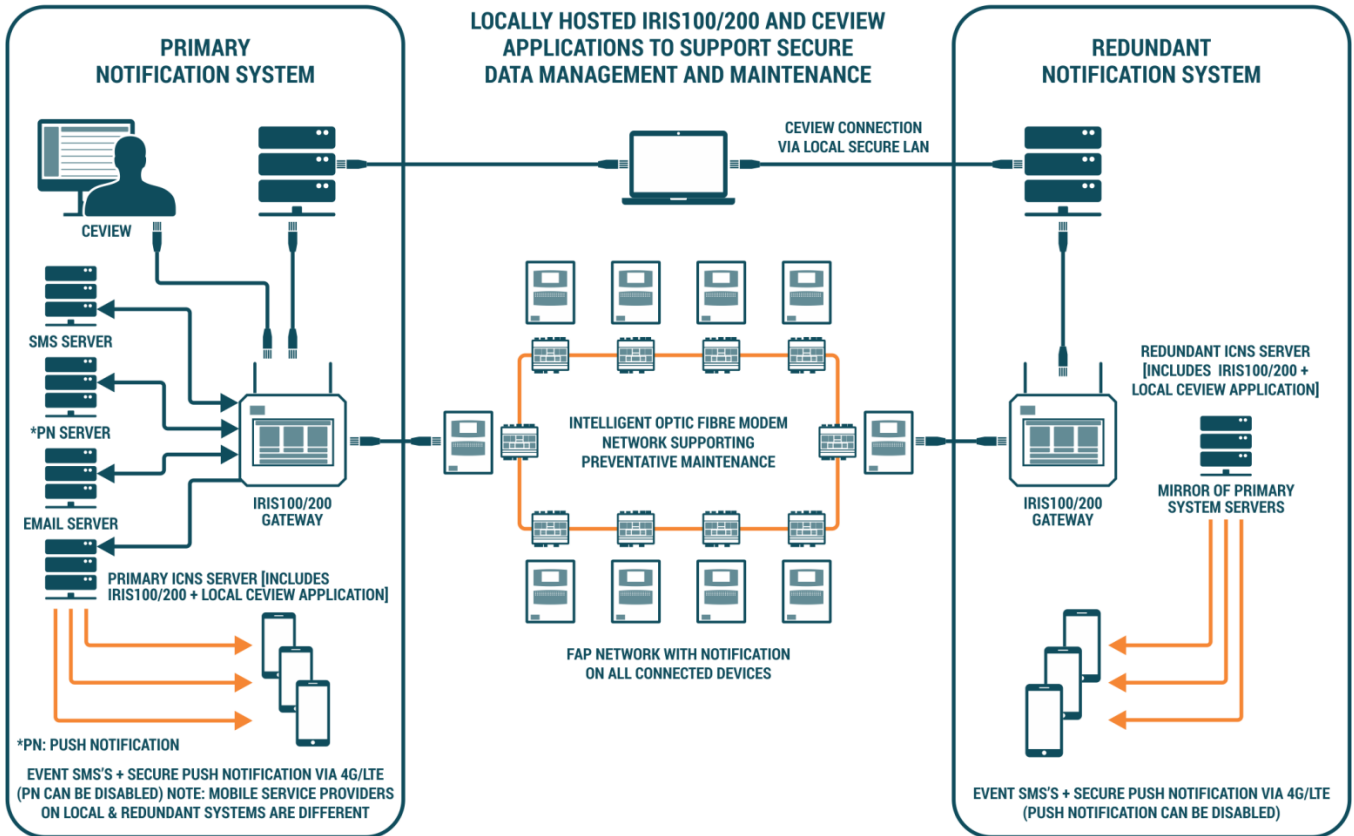 PRIMARY
NOTIFICATION SYSTEM
LOCALLY HOSTED IRIS100/200 AND CEVIEW
APPLICATIONS TO SUPPORT SECURE
DATA MANAGEMENT AND MAINTENANCE
REDUNDANT
NOTIFICATION SYSTEM
CEVIEW CONNECTION
VIA LOCAL SECURE LAN
CEVIEW
SMS SERVER
*PN SERVER
EMAIL SERVER
IRIS100/200
GATEWAY
PRIMARY ICNS SERVER [INCLUDES
IRIS100/200 + LOCAL CEVIEW APPLICATION]
*PN: PUSH NOTIFICATION
EVENT SMS'S + SECURE PUSH NOTIFICATION VIA 4G/LTE
(PN CAN BE DISABLED) NOTE: MOBILE SERVICE PROVIDERS
ON LOCAL & REDUNDANT SYSTEMS ARE DIFFERENT
INTELLIGENT OPTIC FIBRE MODEM
NETWORK SUPPORTING
PREVENTATIVE MAINTENANCE
FAP NETWORK WITH NOTIFICATION
ON ALL CONNECTED DEVICES
IRIS100/200
GATEWAY
REDUNDANT ICNS SERVER
[INCLUDES IRIS100/200 +
LOCAL CEVIEW APPLICATION]
MIRROR OF PRIMARY
SYSTEM SERVERS
EVENT SMS'S + SECURE PUSH NOTIFICATION VIA 4G/LTE
(PUSH NOTIFICATION CAN BE DISABLED)